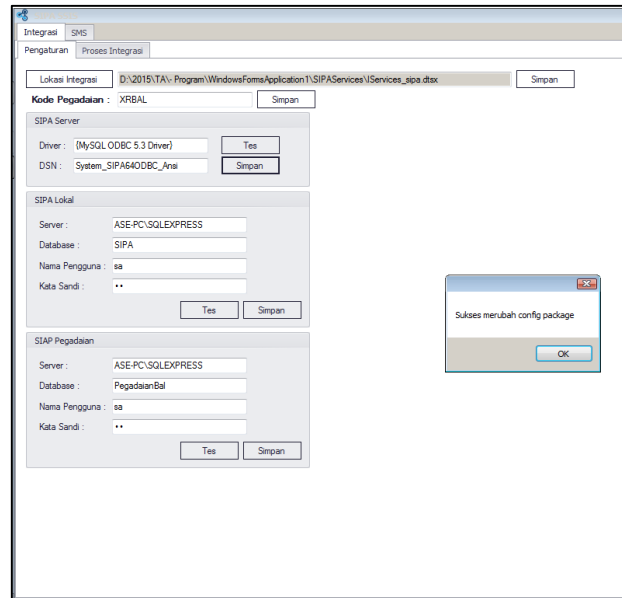 Integrasi SMS
Pengaturan Proses Integrasi
Lokasi Integrasi D:\2015\TA\- Program\WindowsFormsApplication1\SIPAServices\IServices_sipa.dtsx Simpan
Kode Pegadaian : XRBAL Simpan
SIPA Server
Driver : {MySQL ODBC 5.3 Driver} Tes
DSN : System_SIPA64ODBC_Ansi Simpan
SIPA Lokal
Server : ASE-PC\SQLEXPRESS
Database : SIPA
Nama Pengguna : sa
Kata Sandi : ••
Tes Simpan
Sukses merubah config package
OK
SIAP Pegadaian
Server : ASE-PC\SQLEXPRESS
Database : PegadaianBal
Nama Pengguna : sa
Kata Sandi : ••
Tes Simpan